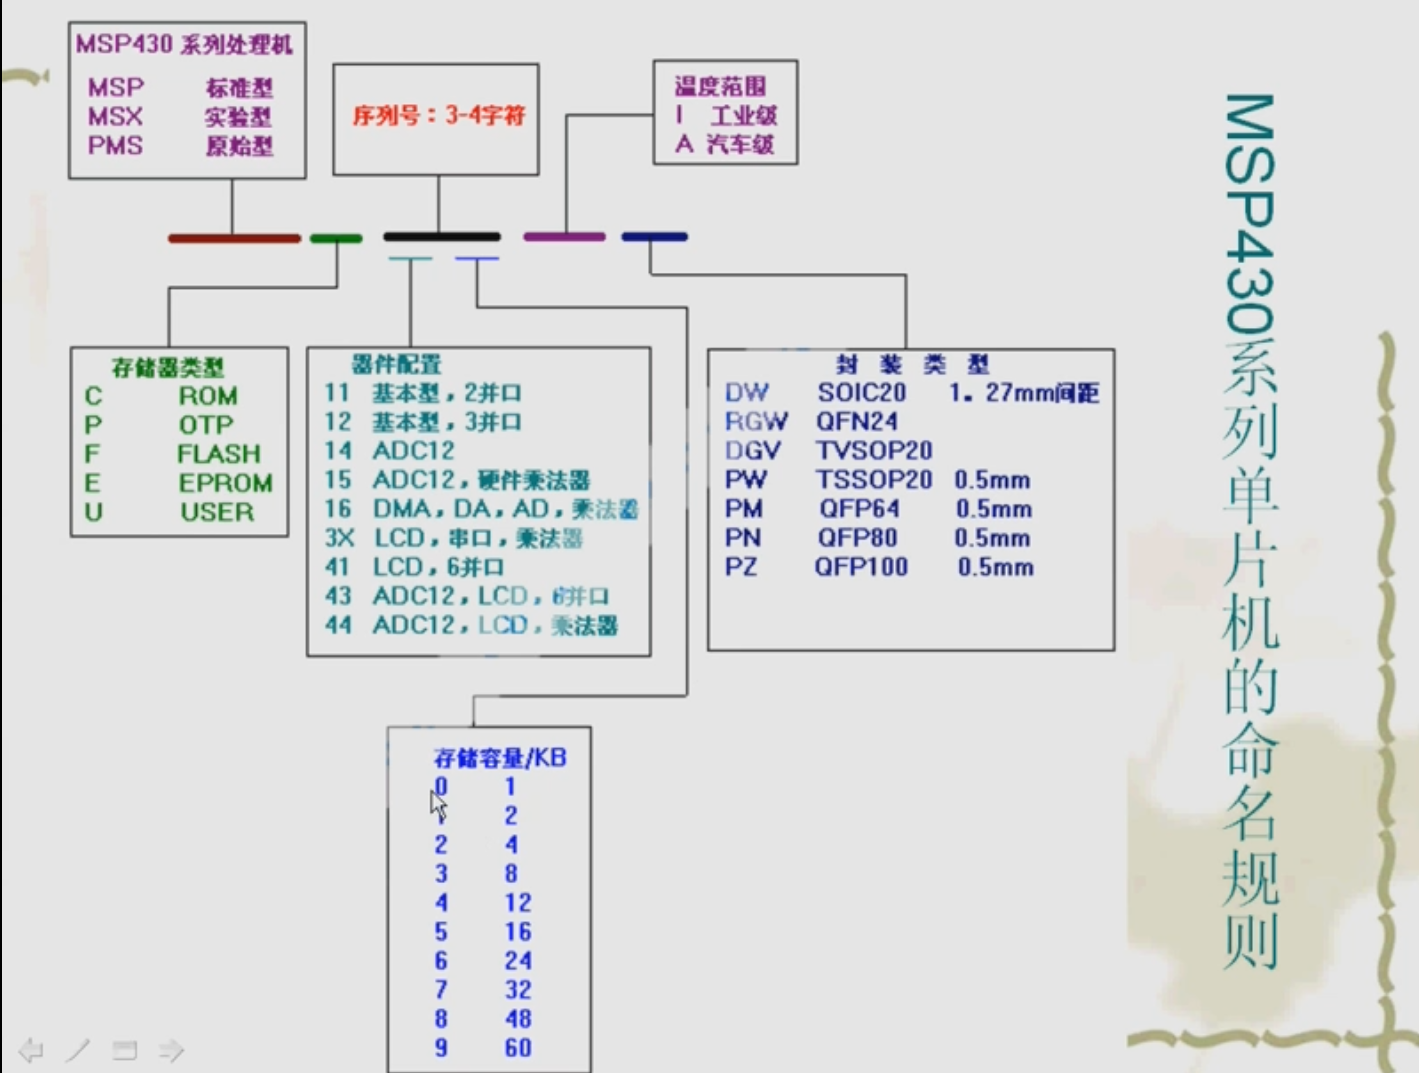 MSP430 系列处理机
MSP 标准型
MSX 实验型
PMS 原始型
序列号：3-4字符
温度范围
I 工业级
A 汽车级
存储器类型
C ROM
P OTP
F FLASH
E EPROM
U USER
器件配置
11 基本型，2并口
12 基本型，3并口
14 ADC12
15 ADC12，硬件乘法器
16 DMA，DA，AD，乘法器
3X LCD，串口，乘法器
41 LCD，6并口
43 ADC12，LCD，6并口
44 ADC12，LCD，乘法器
封 装 类 型
DW SOIC20 1。27mm间距
RGW QFN24
DGV TVSOP20
PW TSSOP20 0.5mm
PM QFP64 0.5mm
PN QFP80 0.5mm
PZ QFP100 0.5mm
存储容量/KB
0 1
1 2
2 4
3 8
4 12
5 16
6 24
7 32
8 48
9 60
MSP430系列单片机的命名规则